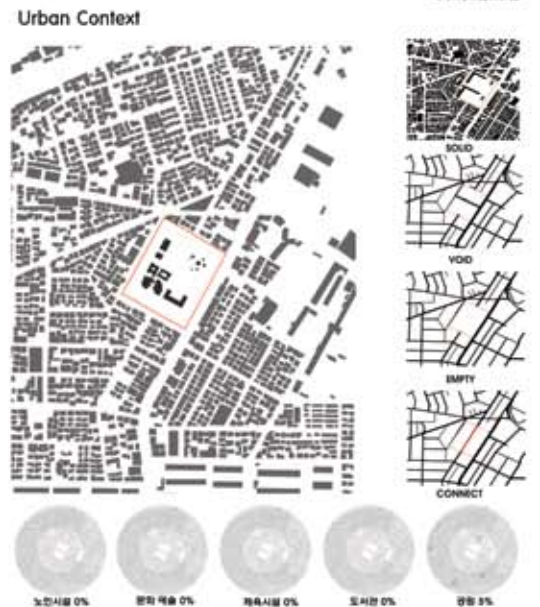 Urban Context
SOLID
VOID
EMPTY
CONNECT
노인시설 0%
문화 예술 0%
체육시설 0%
도서관 0%
공원 5%